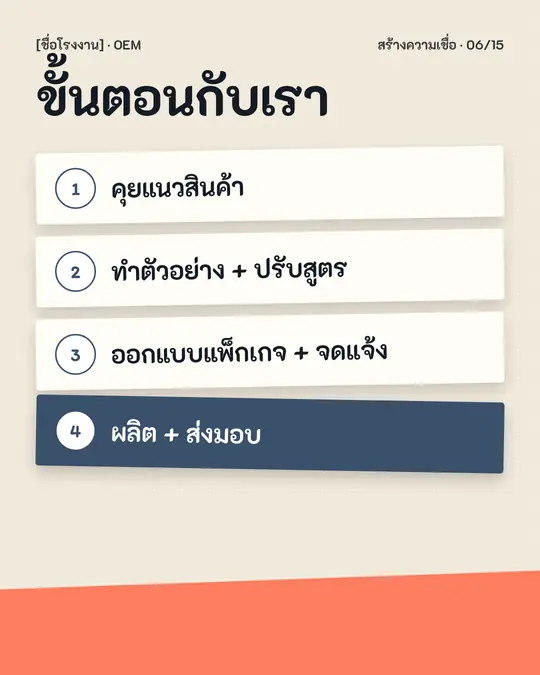 [ชื่อโรงงาน] · OEM
สร้างความเชื่อ · 06/15
ขั้นตอนกับเรา
1 คุยแนวสินค้า
2 ทำตัวอย่าง + ปรับสูตร
3 ออกแบบแพ็กเกจ + จดแจ้ง
4 ผลิต + ส่งมอบ